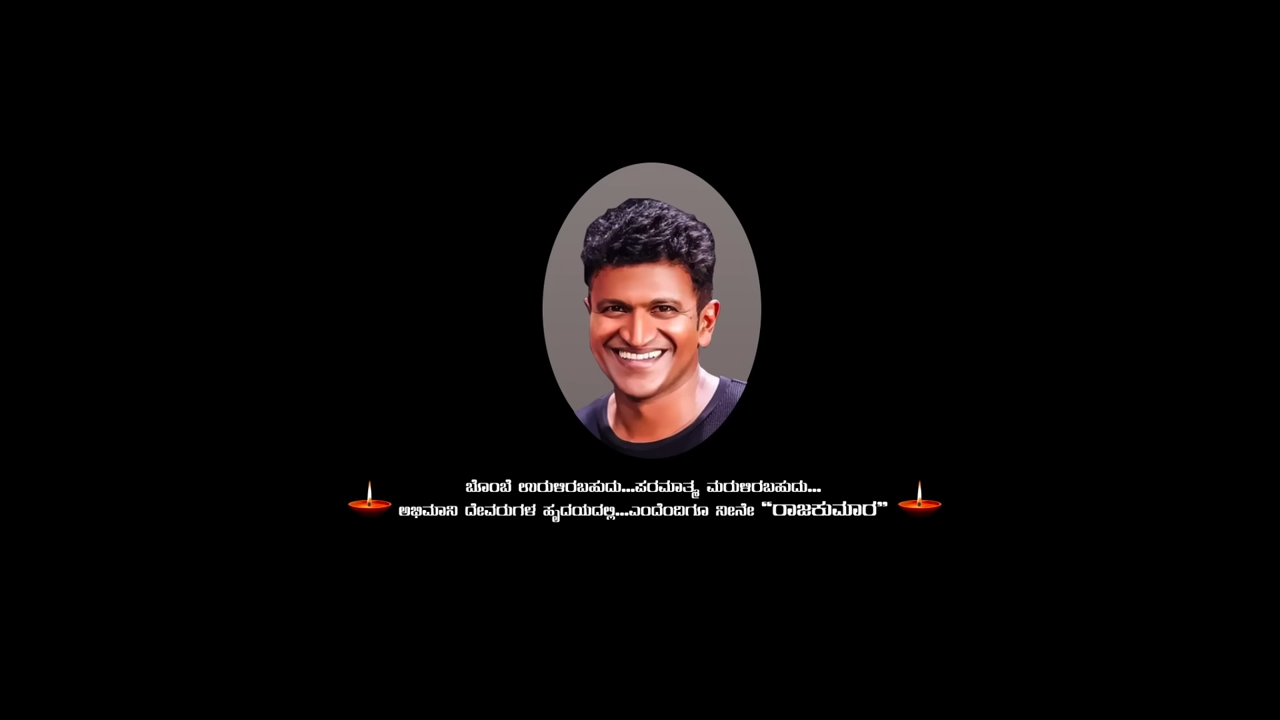 ಬೊಂಬೆ ಉರುಳಿರಬಹುದು...ಪರಮಾತ್ಮ ಮರುಳಿರಬಹುದು...
ಅಭಿಮಾನಿ ದೇವರುಗಳ ಹೃದಯದಲ್ಲಿ...ಎಂದೆಂದಿಗೂ ನೀನೇ “ರಾಜಕುಮಾರ”